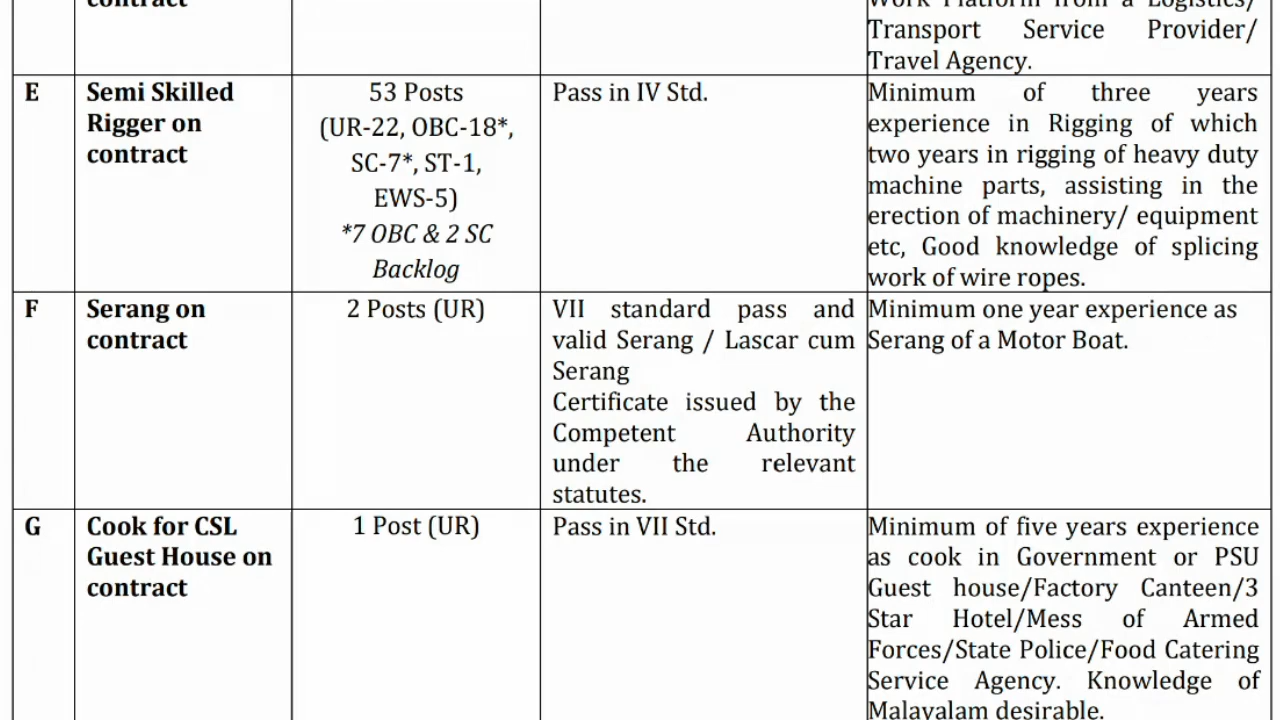 contract
Work Platform from a Logistics/
Transport Service Provider/
Travel Agency.
E
Semi Skilled
Rigger on
contract
53 Posts
(UR-22, OBC-18*,
SC-7*, ST-1,
EWS-5)
*7 OBC & 2 SC
Backlog
Pass in IV Std.
Minimum of three years
experience in Rigging of which
two years in rigging of heavy duty
machine parts, assisting in the
erection of machinery/ equipment
etc, Good knowledge of splicing
work of wire ropes.
F
Serang on
contract
2 Posts (UR)
VII standard pass and
valid Serang / Lascar cum
Serang
Certificate issued by the
Competent Authority
under the relevant
statutes.
Minimum one year experience as
Serang of a Motor Boat.
G
Cook for CSL
Guest House on
contract
1 Post (UR)
Pass in VII Std.
Minimum of five years experience
as cook in Government or PSU
Guest house/Factory Canteen/3
Star Hotel/Mess of Armed
Forces/State Police/Food Catering
Service Agency. Knowledge of
Malayalam desirable.